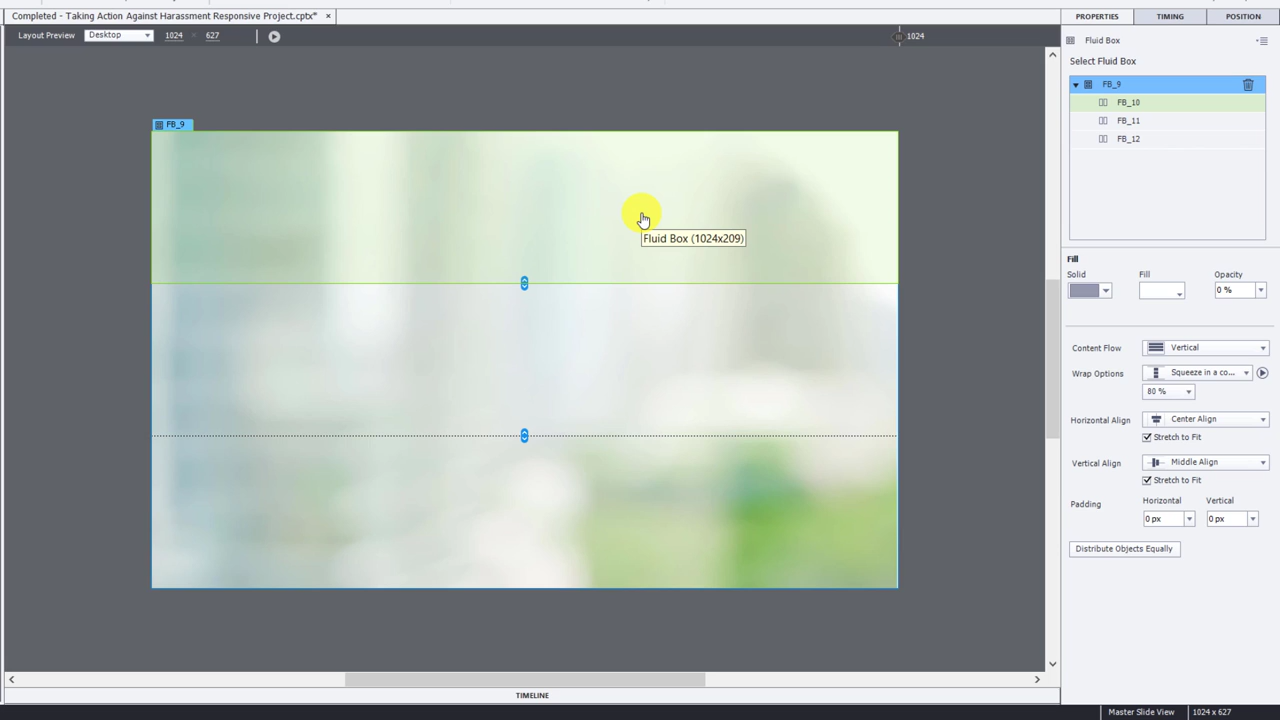 Completed - Taking Action Against Harassment Responsive Project.cptx* ×
PROPERTIES TIMING POSITION
Layout Preview Desktop 1024 627 1024
Fluid Box
Select Fluid Box
FB_9
FB_10
FB_11
FB_12
FB_9
Fluid Box (1024x209)
Fill
Solid Fill Opacity
0 %
Content Flow Vertical
Wrap Options Squeeze in a co...
80 %
Horizontal Align Center Align
Stretch to Fit
Vertical Align Middle Align
Stretch to Fit
Padding Horizontal Vertical
0 px 0 px
Distribute Objects Equally
TIMELINE
Master Slide View 1024 x 627